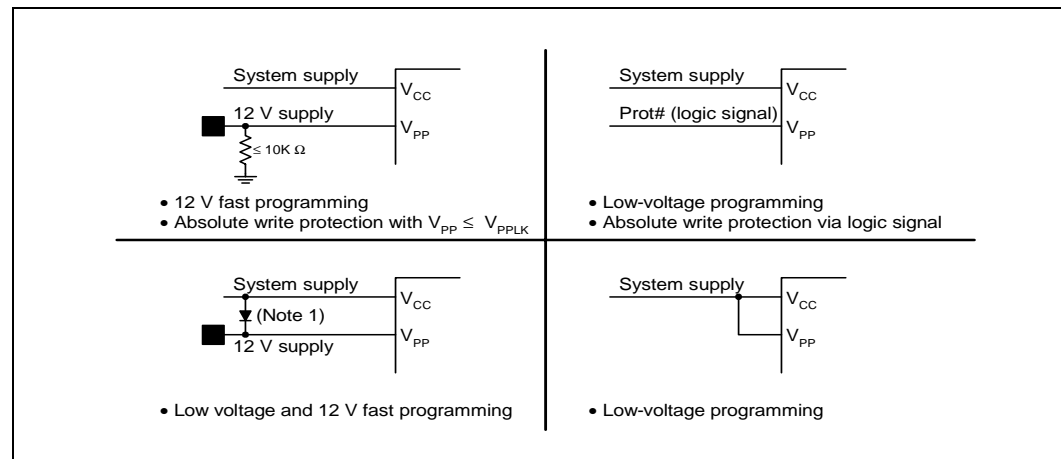 System supply
V_CC
12 V supply
V_PP
≤ 10K Ω
• 12 V fast programming
• Absolute write protection with V_PP ≤ V_PPLK
System supply
V_CC
Prot# (logic signal)
V_PP
• Low-voltage programming
• Absolute write protection via logic signal
System supply
V_CC
(Note 1)
V_PP
12 V supply
• Low voltage and 12 V fast programming
System supply
V_CC
V_PP
• Low-voltage programming